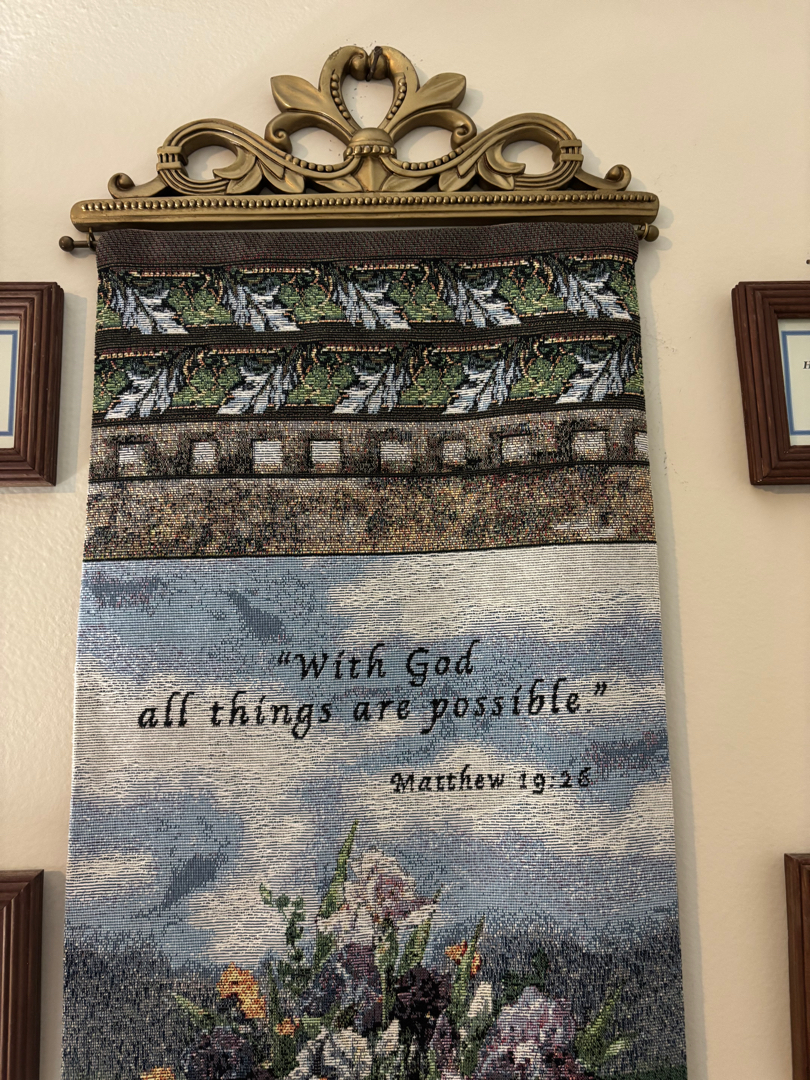 “With God
all things are possible.”
Matthew 19:26
H